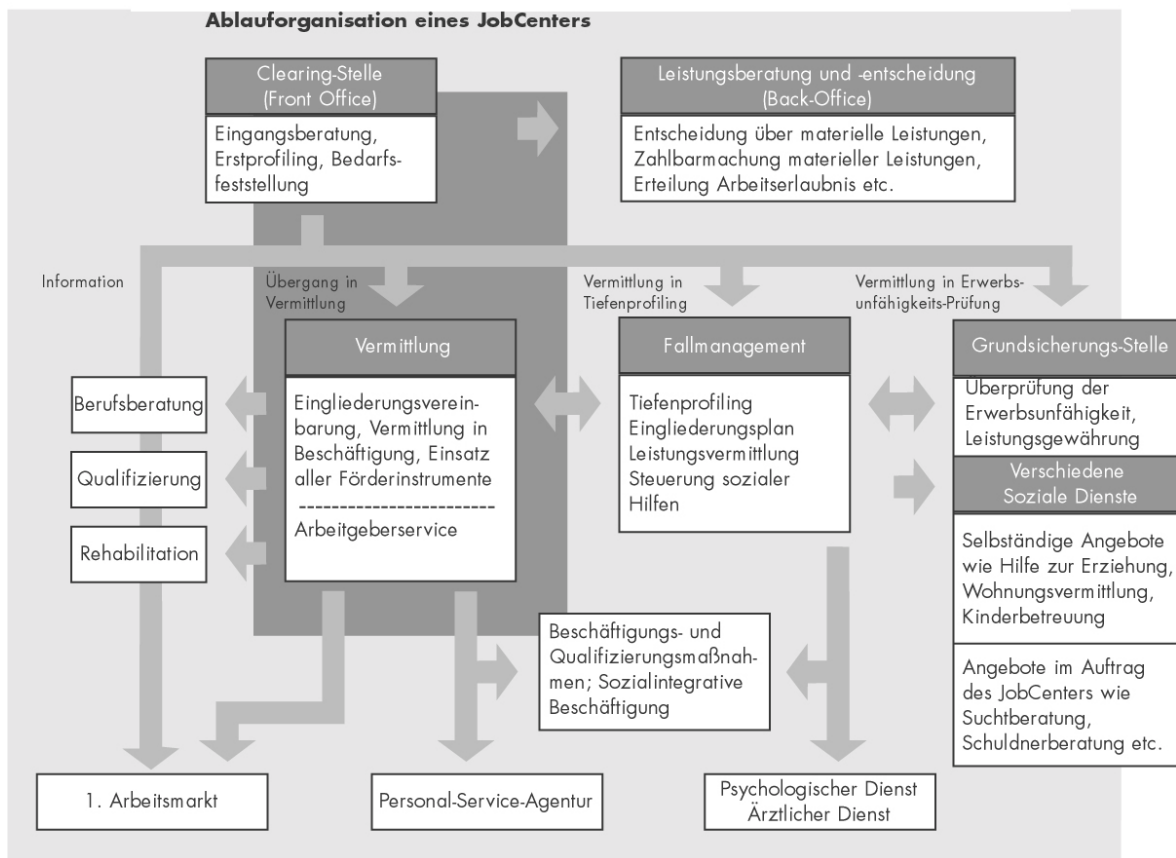 Ablauforganisation eines JobCenters
Clearing-Stelle
(Front Office)
Eingangsberatung,
Erstprofiling, Bedarfs-
feststellung
Leistungsberatung und -entscheidung
(Back-Office)
Entscheidung über materielle Leistungen,
Zahlbarmachung materieller Leistungen,
Erteilung Arbeitserlaubnis etc.
Information
Übergang in
Vermittlung
Vermittlung in
Tiefenprofiling
Vermittlung in Erwerbs-
unfähigkeits-Prüfung
Vermittlung
Eingliederungsverein-
barung, Vermittlung in
Beschäftigung, Einsatz
aller Förderinstrumente
------------------------
Arbeitgeberservice
Fallmanagement
Tiefenprofiling
Eingliederungsplan
Leistungsvermittlung
Steuerung sozialer
Hilfen
Grundsicherungs-Stelle
Überprüfung der
Erwerbsunfähigkeit,
Leistungsgewährung
Verschiedene
Soziale Dienste
Selbständige Angebote
wie Hilfe zur Erziehung,
Wohnungsvermittlung,
Kinderbetreuung
Angebote im Auftrag
des JobCenters wie
Suchtberatung,
Schuldnerberatung etc.
Berufsberatung
Qualifizierung
Rehabilitation
Beschäftigungs- und
Qualifizierungsmaßnah-
men; Sozialintegrative
Beschäftigung
1. Arbeitsmarkt
Personal-Service-Agentur
Psychologischer Dienst
Ärztlicher Dienst